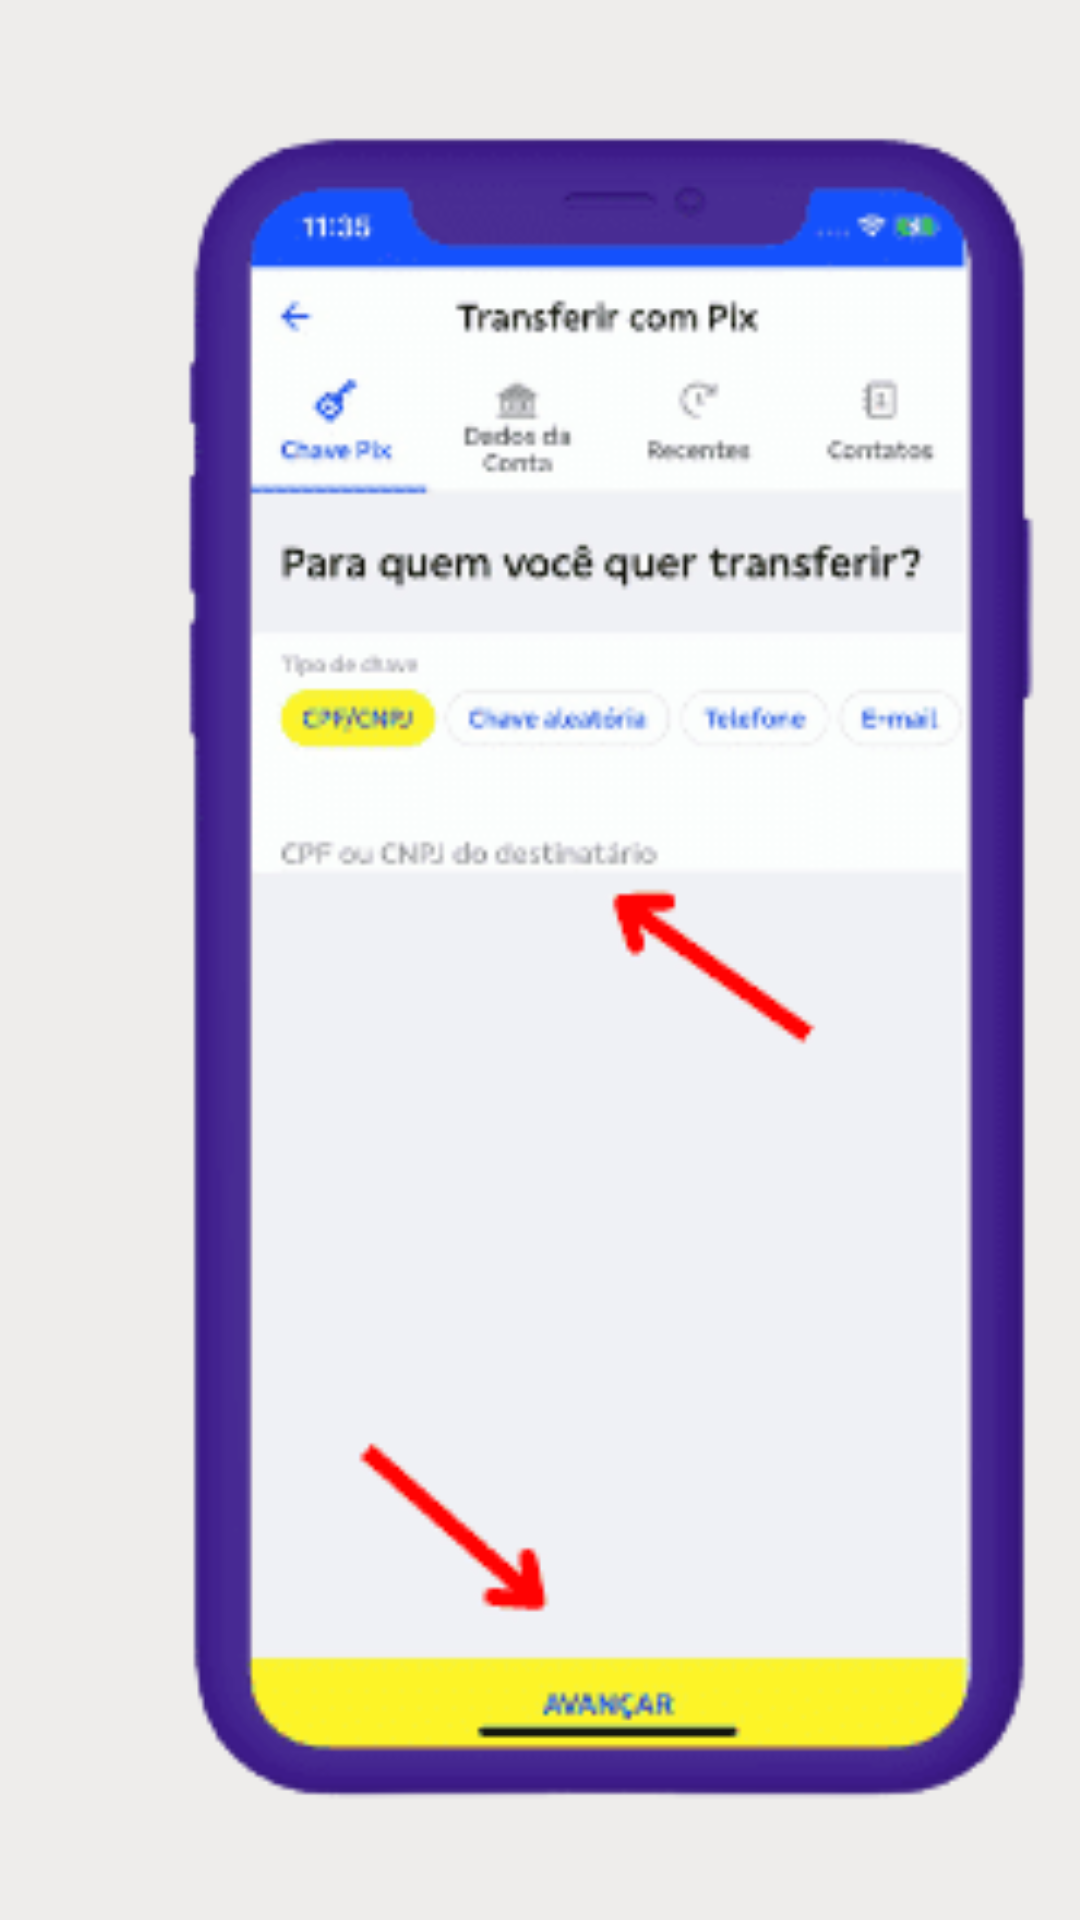 11:35
Transferir com Pix
Chave Pix
Dados da
Conta
Recentes
Contatos
Para quem você quer transferir?
Tipo de chave
CPF/CNPJ
Chave aleatória
Telefone
E-mail
CPF ou CNPJ do destinatário
AVANÇAR